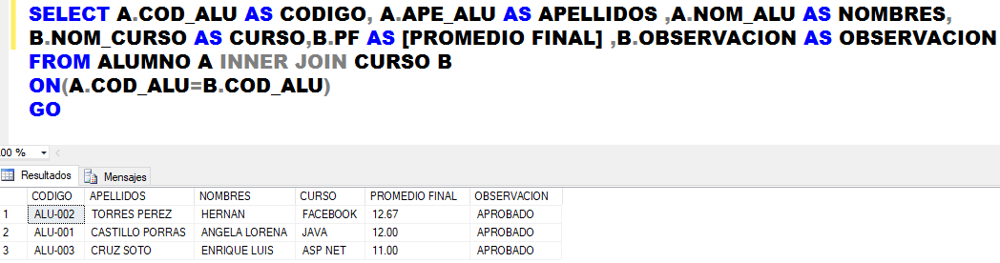 SELECT A.COD_ALU AS CODIGO, A.APE_ALU AS APELLIDOS ,A.NOM_ALU AS NOMBRES,
B.NOM_CURSO AS CURSO,B.PF AS [PROMEDIO FINAL] ,B.OBSERVACION AS OBSERVACION
FROM ALUMNO A INNER JOIN CURSO B
ON(A.COD_ALU=B.COD_ALU)
GO
00 %
Resultados Mensajes
CODIGO APELLIDOS NOMBRES CURSO PROMEDIO FINAL OBSERVACION
1 ALU-002 TORRES PEREZ HERNAN FACEBOOK 12.67 APROBADO
2 ALU-001 CASTILLO PORRAS ANGELA LORENA JAVA 12.00 APROBADO
3 ALU-003 CRUZ SOTO ENRIQUE LUIS ASP NET 11.00 APROBADO